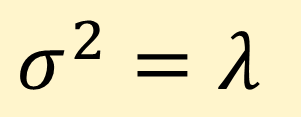 σ² = λ